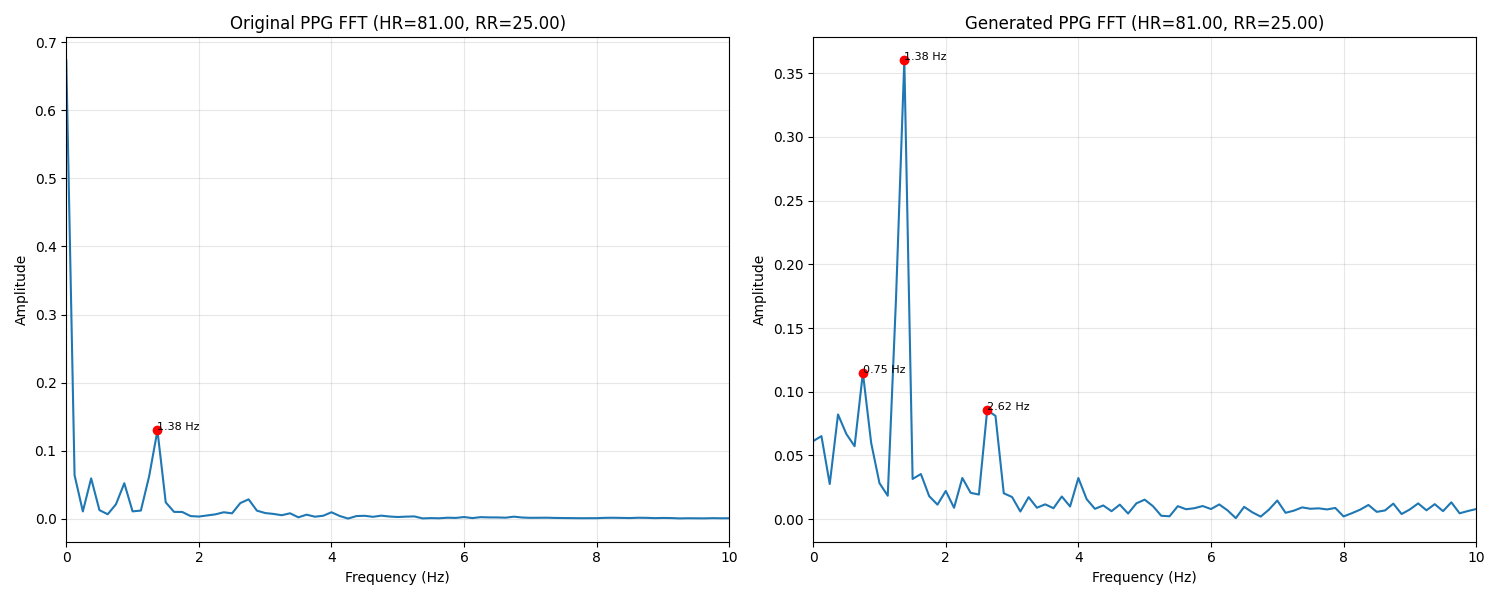 Original PPG FFT (HR=81.00, RR=25.00)
0.7
0.6
0.5
0.4
0.3
0.2
0.1
0.0
Amplitude
1.38 Hz
0
2
4
6
8
10
Frequency (Hz)
Generated PPG FFT (HR=81.00, RR=25.00)
0.35
0.30
0.25
0.20
0.15
0.10
0.05
0.00
Amplitude
1.38 Hz
0.75 Hz
2.62 Hz
0
2
4
6
8
10
Frequency (Hz)